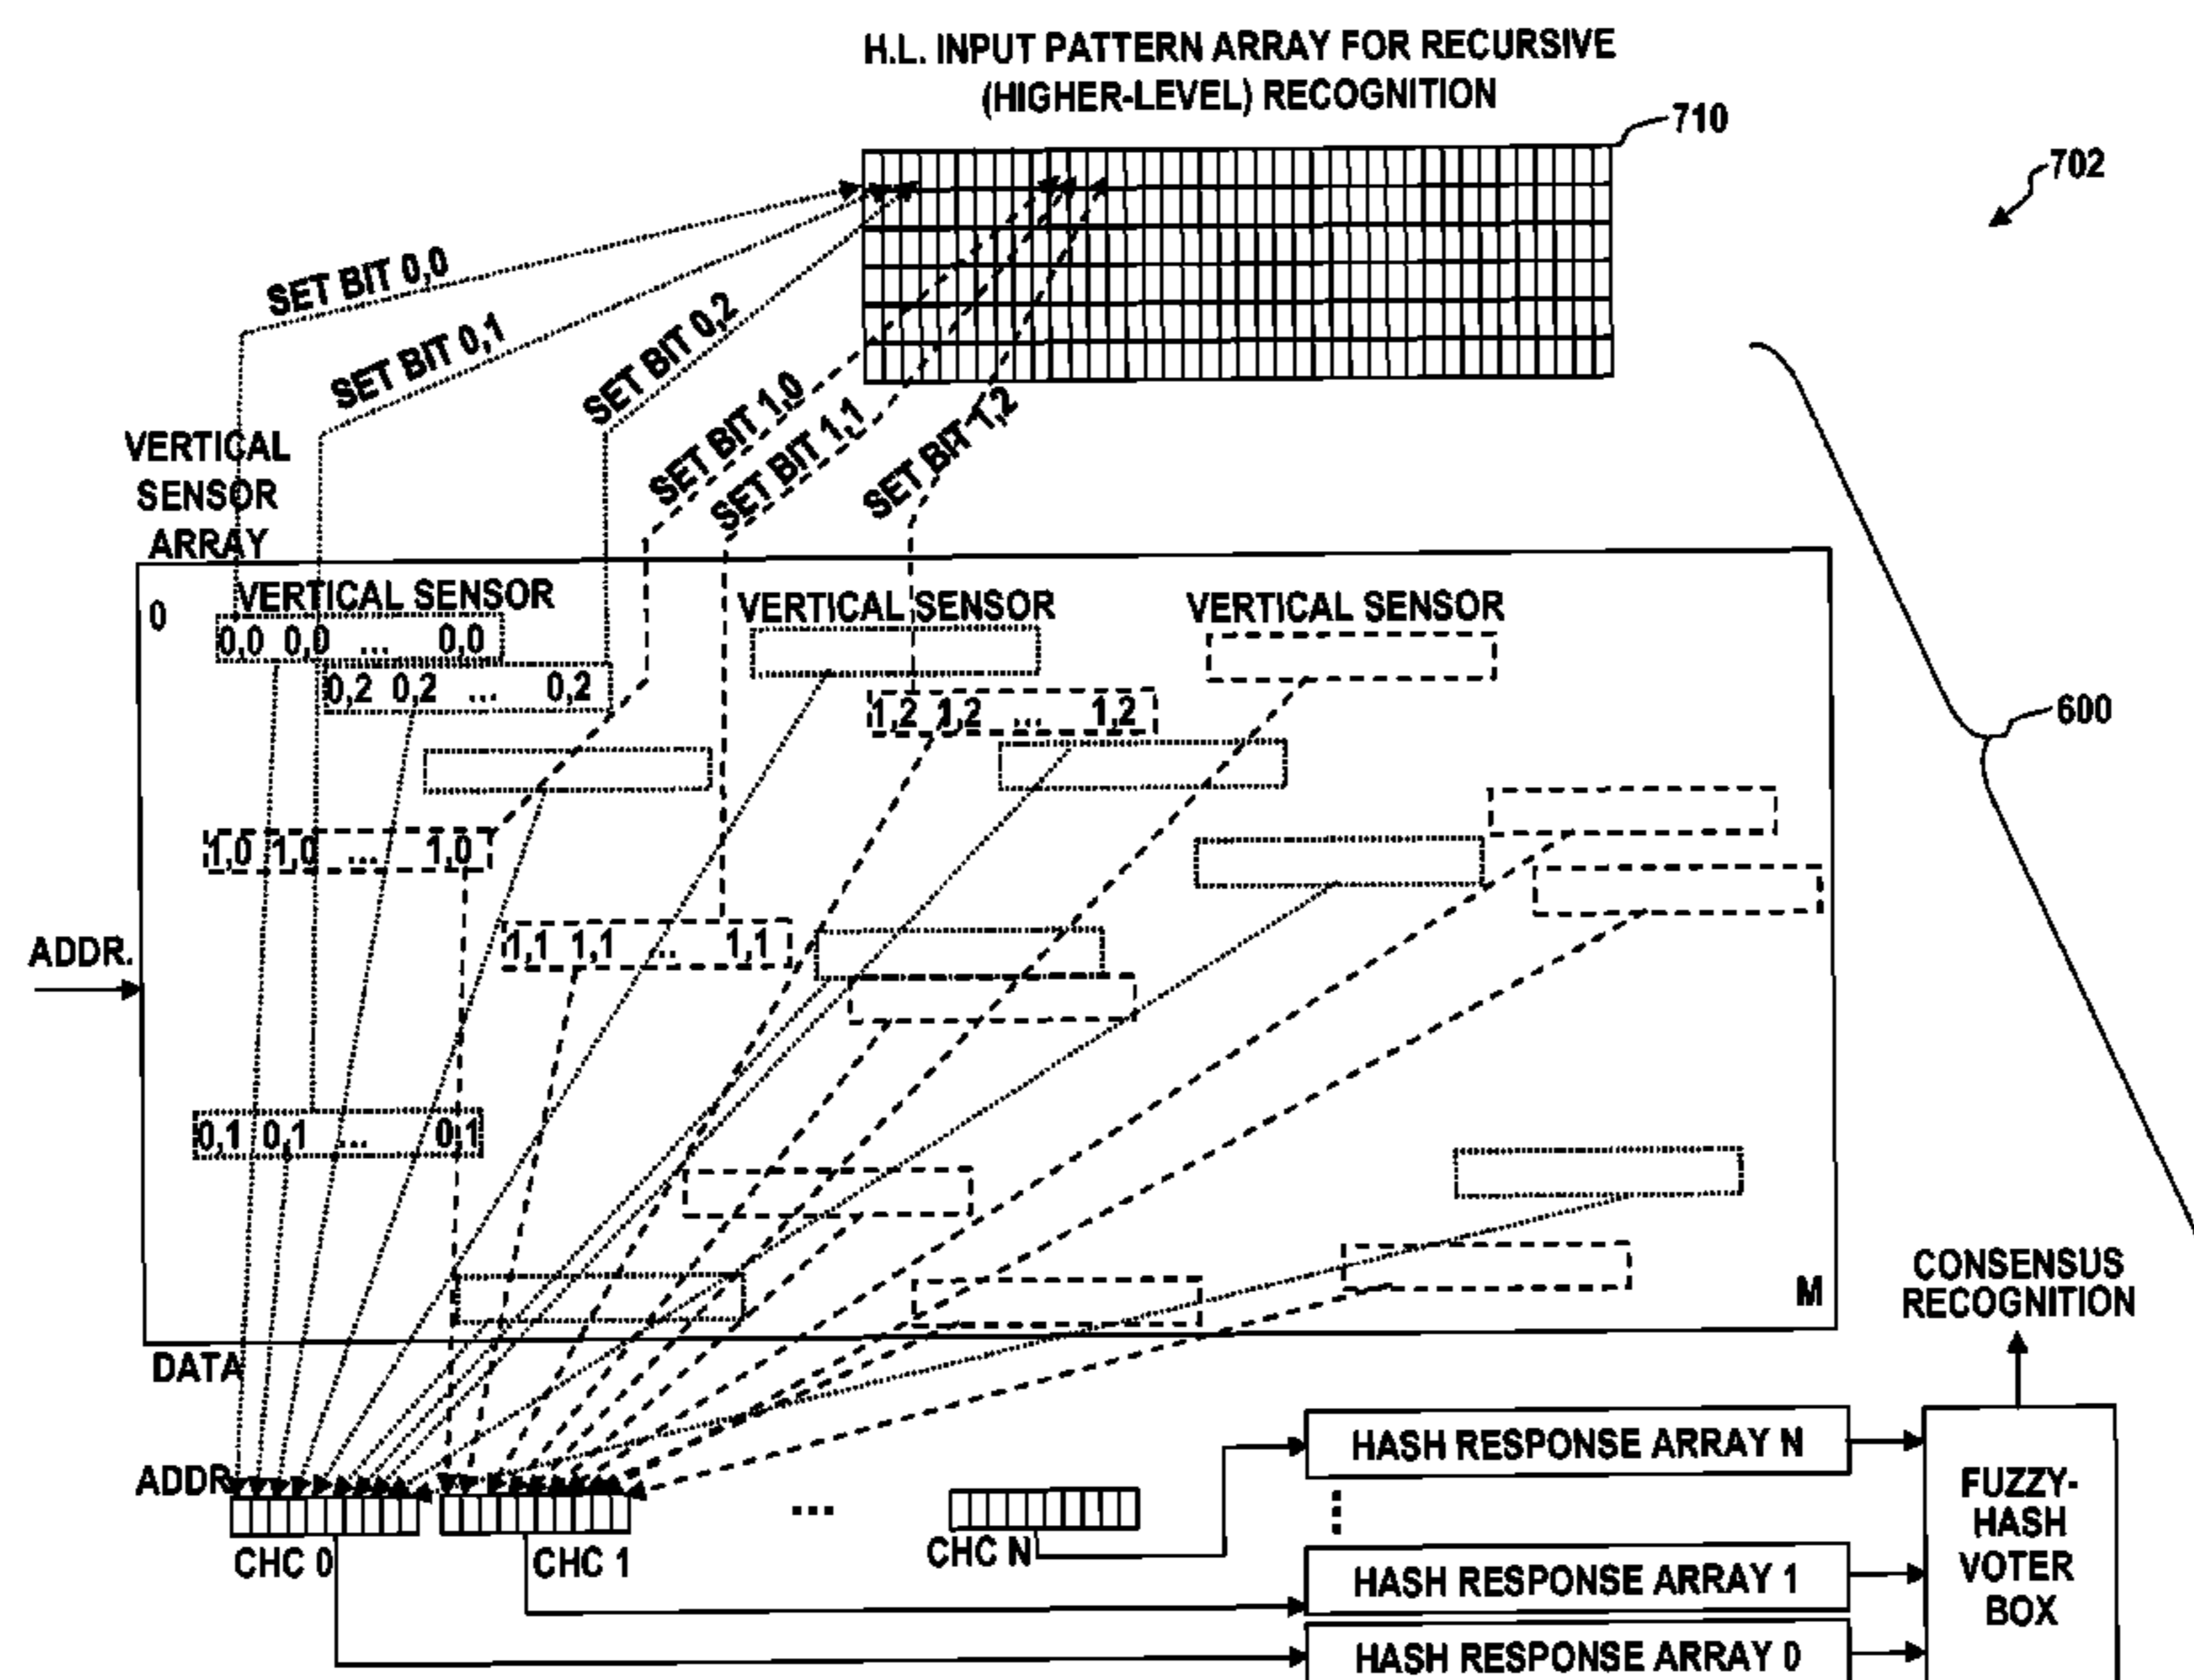 H.L. INPUT PATTERN ARRAY FOR RECURSIVE
(HIGHER-LEVEL) RECOGNITION
710
702
SET BIT 0,0
SET BIT 0,1
SET BIT 0,2
SET BIT 1,0
SET BIT 1,1
SET BIT 1,2
VERTICAL
SENSOR
ARRAY
0
VERTICAL SENSOR
VERTICAL SENSOR
VERTICAL SENSOR
0,0 0,0 ... 0,0
0,2 0,2 ... 0,2
1,2 1,2 ... 1,2
600
1,0 1,0 ... 1,0
1,1 1,1 .. 1,1
ADDR.
0,1 0,1 ... 0,1
M
CONSENSUS
RECOGNITION
DATA
ADDR
HASH RESPONSE ARRAY N
...
CHC 0
CHC 1
CHC N
HASH RESPONSE ARRAY 1
HASH RESPONSE ARRAY 0
FUZZY-
HASH
VOTER
BOX